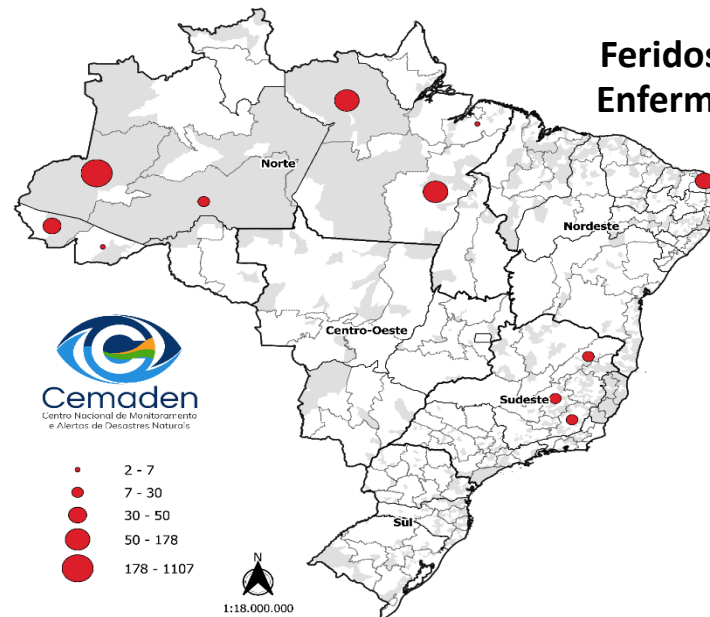 Feridos
Enferm
Norte
Nordeste
Centro-Oeste
Sudeste
Sul
Cemaden
Centro Nacional de Monitoramento
e Alertas de Desastres Naturais
2 - 7
7 - 30
30 - 50
50 - 178
178 - 1107
N
1:18.000.000